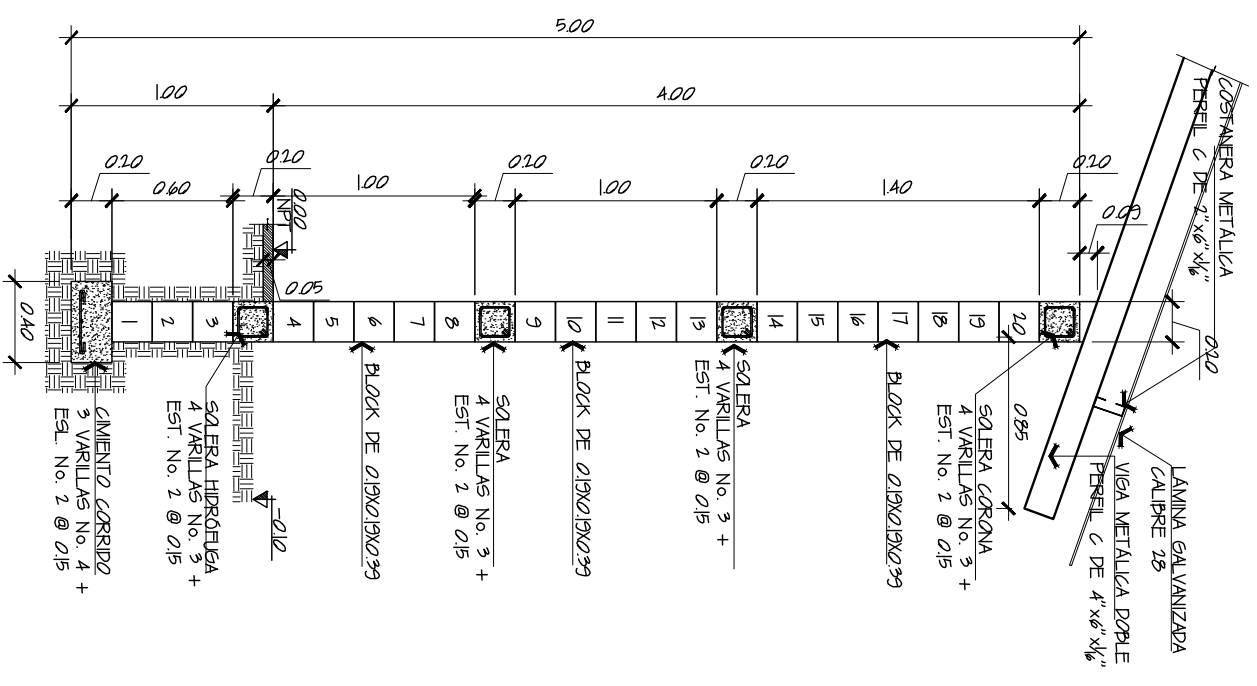 COSTANERA METÁLICA
PERFIL C DE 2"x6"x1/16"
0.20
LÁMINA GALVANIZADA
CALIBRE 28
VIGA METÁLICA DOBLE
PERFIL C DE 4"x6"x1/16"
0.09
0.85
SOLERA CORONA
4 VARILLAS No. 3 +
EST. No. 2 @ 0.15
BLOCK DE 0.19X0.19X0.39
SOLERA
4 VARILLAS No. 3 +
EST. No. 2 @ 0.15
BLOCK DE 0.19X0.19X0.39
SOLERA
4 VARILLAS No. 3 +
EST. No. 2 @ 0.15
BLOCK DE 0.19X0.19X0.39
-0.10
SOLERA HIDRÓFUGA
4 VARILLAS No. 3 +
EST. No. 2 @ 0.15
CIMIENTO CORRIDO
3 VARILLAS No. 4 +
ESL. No. 2 @ 0.15
20
19
18
17
16
15
14
13
12
11
10
9
8
7
6
5
4
3
2
1
0.05
0.00
NPT
0.40
0.20
1.40
0.20
1.00
0.20
1.00
0.20
0.60
0.20
4.00
1.00
5.00